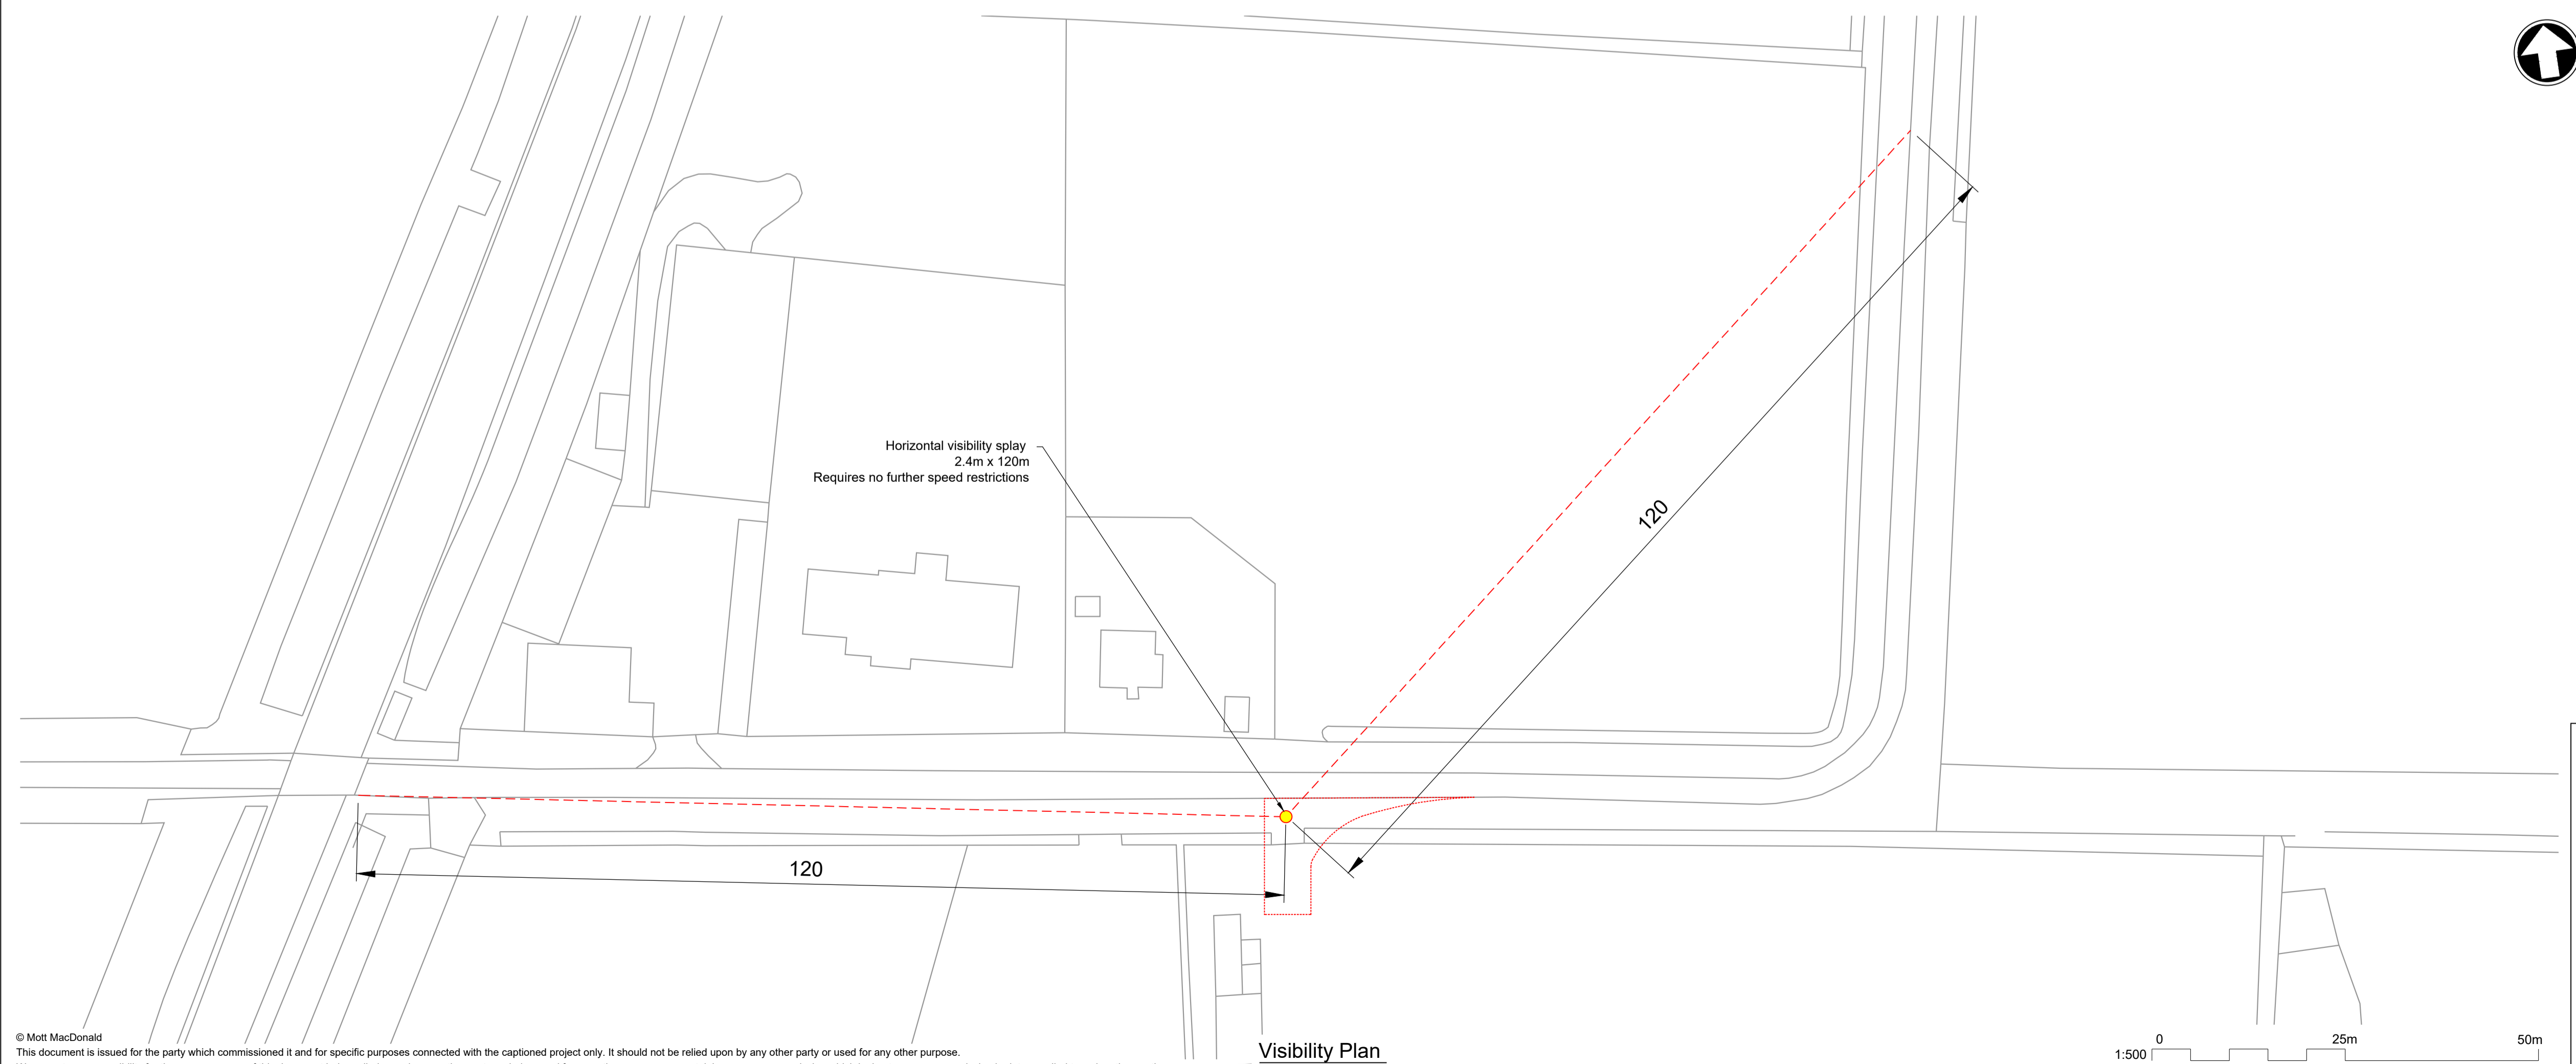 Horizontal visibility splay
2.4m x 120m
Requires no further speed restrictions
120
120
© Mott MacDonald
This document is issued for the party which commissioned it and for specific purposes connected with the captioned project only. It should not be relied upon by any other party or used for any other purpose.
Visibility Plan
1:500
0
25m
50m